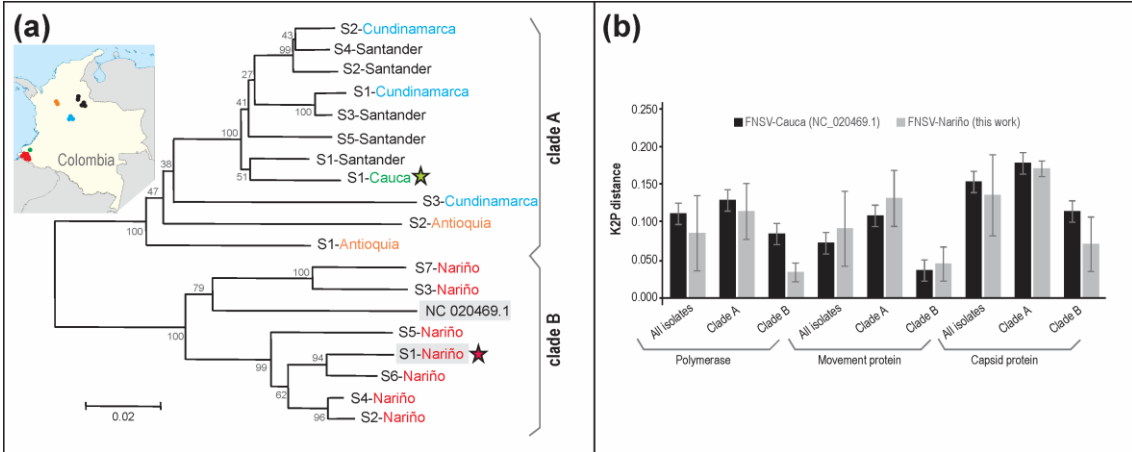 (a)
Colombia
S2-Cundinamarca
S4-Santander
S2-Santander
S1-Cundinamarca
S3-Santander
S5-Santander
S1-Santander
S1-Cauca
S3-Cundinamarca
S2-Antioquia
S1-Antioquia
S7-Nariño
S3-Nariño
NC 020469.1
S5-Nariño
S1-Nariño
S6-Nariño
S4-Nariño
S2-Nariño
43
99
27
100
41
100
51
38
47
100
100
79
100
94
99
62
96
0.02
clade A
clade B
(b)
FNSV-Cauca (NC_020469.1) FNSV-Nariño (this work)
K2P distance
0.250
0.200
0.150
0.100
0.050
0.000
All isolates Clade A Clade B All isolates Clade A Clade B All isolates Clade A Clade B
Polymerase Movement protein Capsid protein